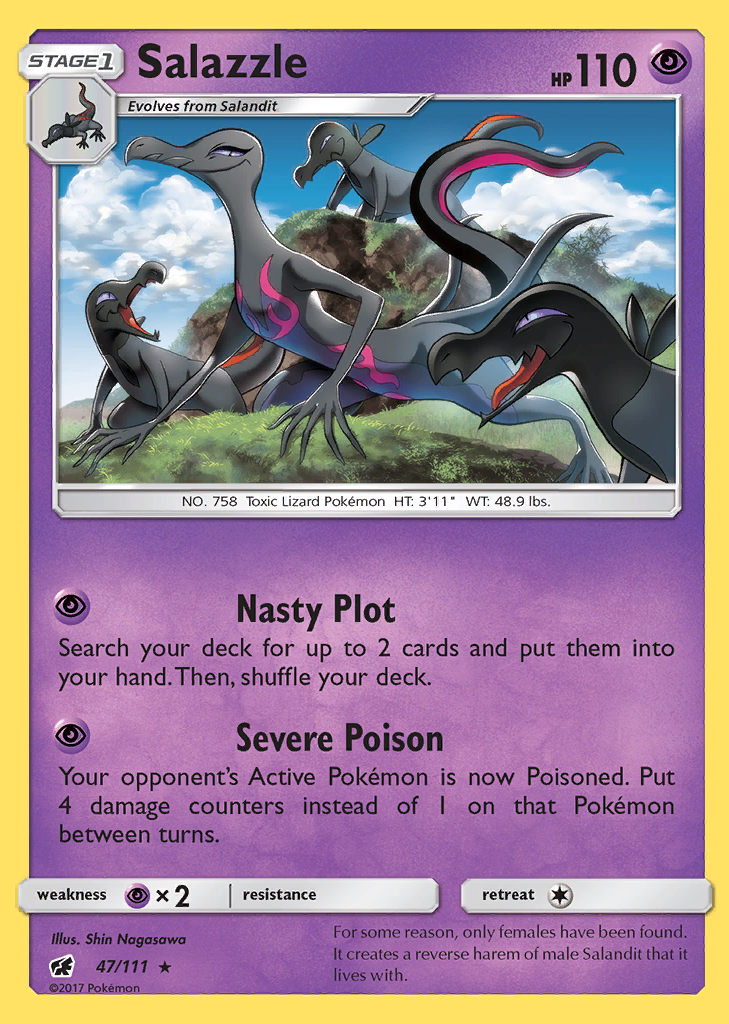 STAGE1
Salazzle
HP 110
Evolves from Salandit
NO. 758 Toxic Lizard Pokémon HT: 3'11" WT: 48.9 lbs.
Nasty Plot
Search your deck for up to 2 cards and put them into
your hand. Then, shuffle your deck.
Severe Poison
Your opponent's Active Pokémon is now Poisoned. Put
4 damage counters instead of 1 on that Pokémon
between turns.
weakness ×2 resistance retreat
Illus. Shin Nagasawa
47/111 ★
©2017 Pokémon
For some reason, only females have been found.
It creates a reverse harem of male Salandit that it
lives with.